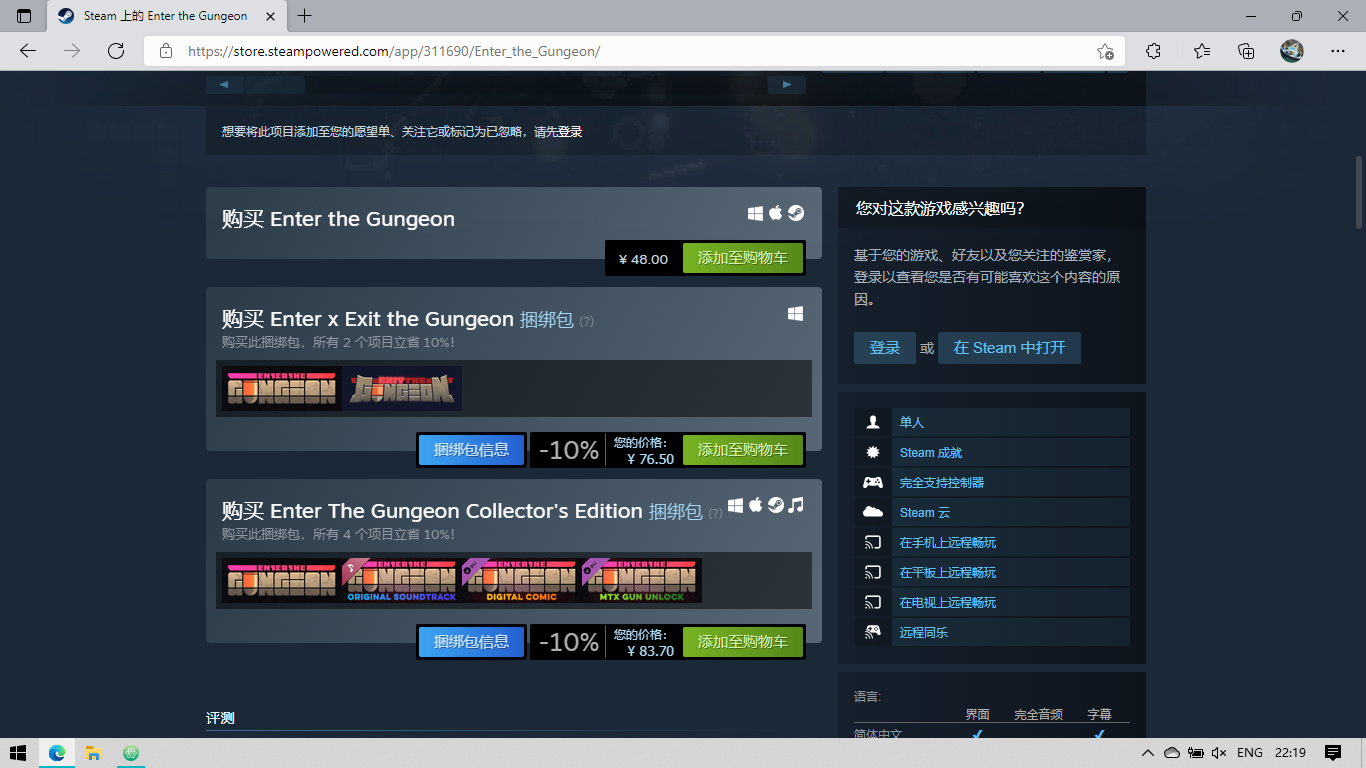 Steam 上的 Enter the Gungeon
https://store.steampowered.com/app/311690/Enter_the_Gungeon/
想要将此项目添加至您的愿望单、关注它或标记为已忽略，请先登录
购买 Enter the Gungeon
¥ 48.00
添加至购物车
购买 Enter x Exit the Gungeon 捆绑包 (?)
购买此捆绑包，所有 2 个项目立省 10%！
ENTER THE GUNGEON
EXIT THE GUNGEON
捆绑包信息
-10%
您的价格：
¥ 76.50
添加至购物车
购买 Enter The Gungeon Collector's Edition 捆绑包 (?)
购买此捆绑包，所有 4 个项目立省 10%！
ENTER THE GUNGEON
ENTER THE GUNGEON ORIGINAL SOUNDTRACK
DLC ENTER THE GUNGEON DIGITAL COMIC
DLC ENTER THE GUNGEON MTX GUN UNLOCK
捆绑包信息
-10%
您的价格：
¥ 83.70
添加至购物车
评测
您对这款游戏感兴趣吗？
基于您的游戏、好友以及您关注的鉴赏家，
登录以查看您是否有可能喜欢这个内容的原
因。
登录 或 在 Steam 中打开
单人
Steam 成就
完全支持控制器
Steam 云
在手机上远程畅玩
在平板上远程畅玩
在电视上远程畅玩
远程同乐
语言:
界面 完全音频 字幕
简体中文
ENG 22:19